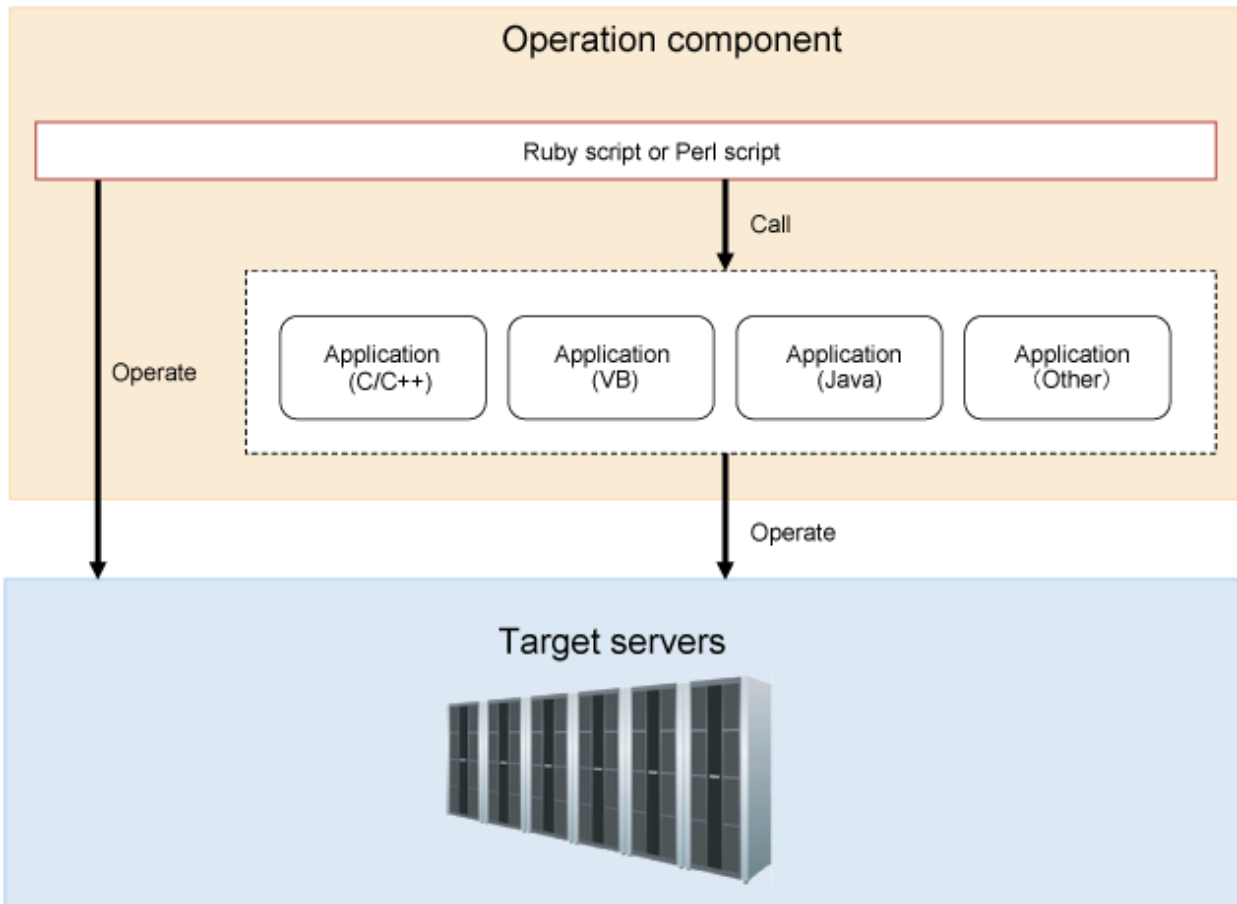 Operation component
Ruby script or Perl script
Call
Application
(C/C++)
Application
(VB)
Application
(Java)
Application
（Other）
Operate
Operate
Target servers